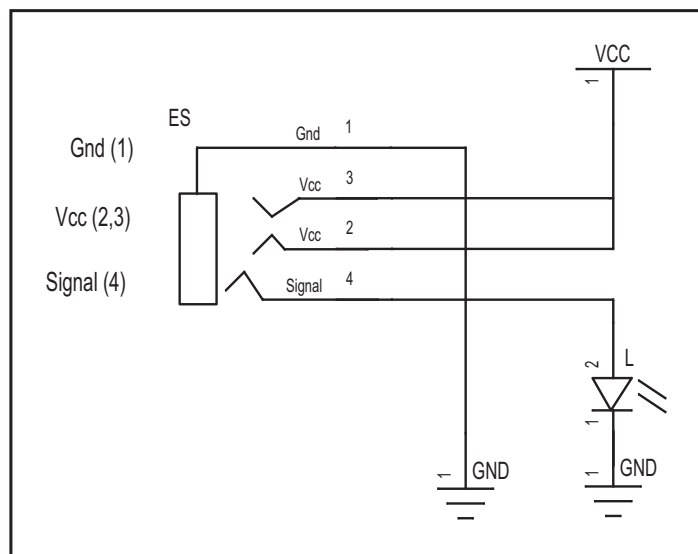 VCC
1
ES
Gnd (1)
Gnd 1
Vcc 3
Vcc (2,3)
Vcc 2
Signal (4)
Signal 4
2 L
1
1 GND
1 GND